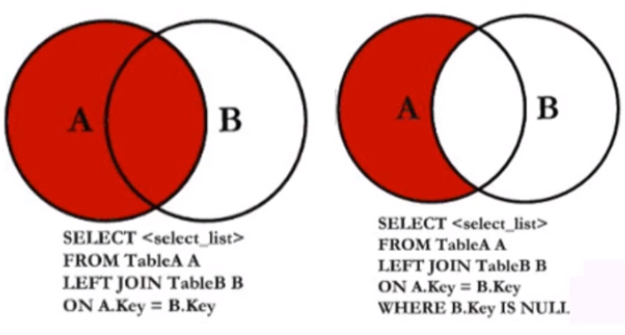 A
B
SELECT <select_list>
FROM TableA A
LEFT JOIN TableB B
ON A.Key = B.Key
A
B
SELECT <select_list>
FROM TableA A
LEFT JOIN TableB B
ON A.Key = B.Key
WHERE B.Key IS NULL